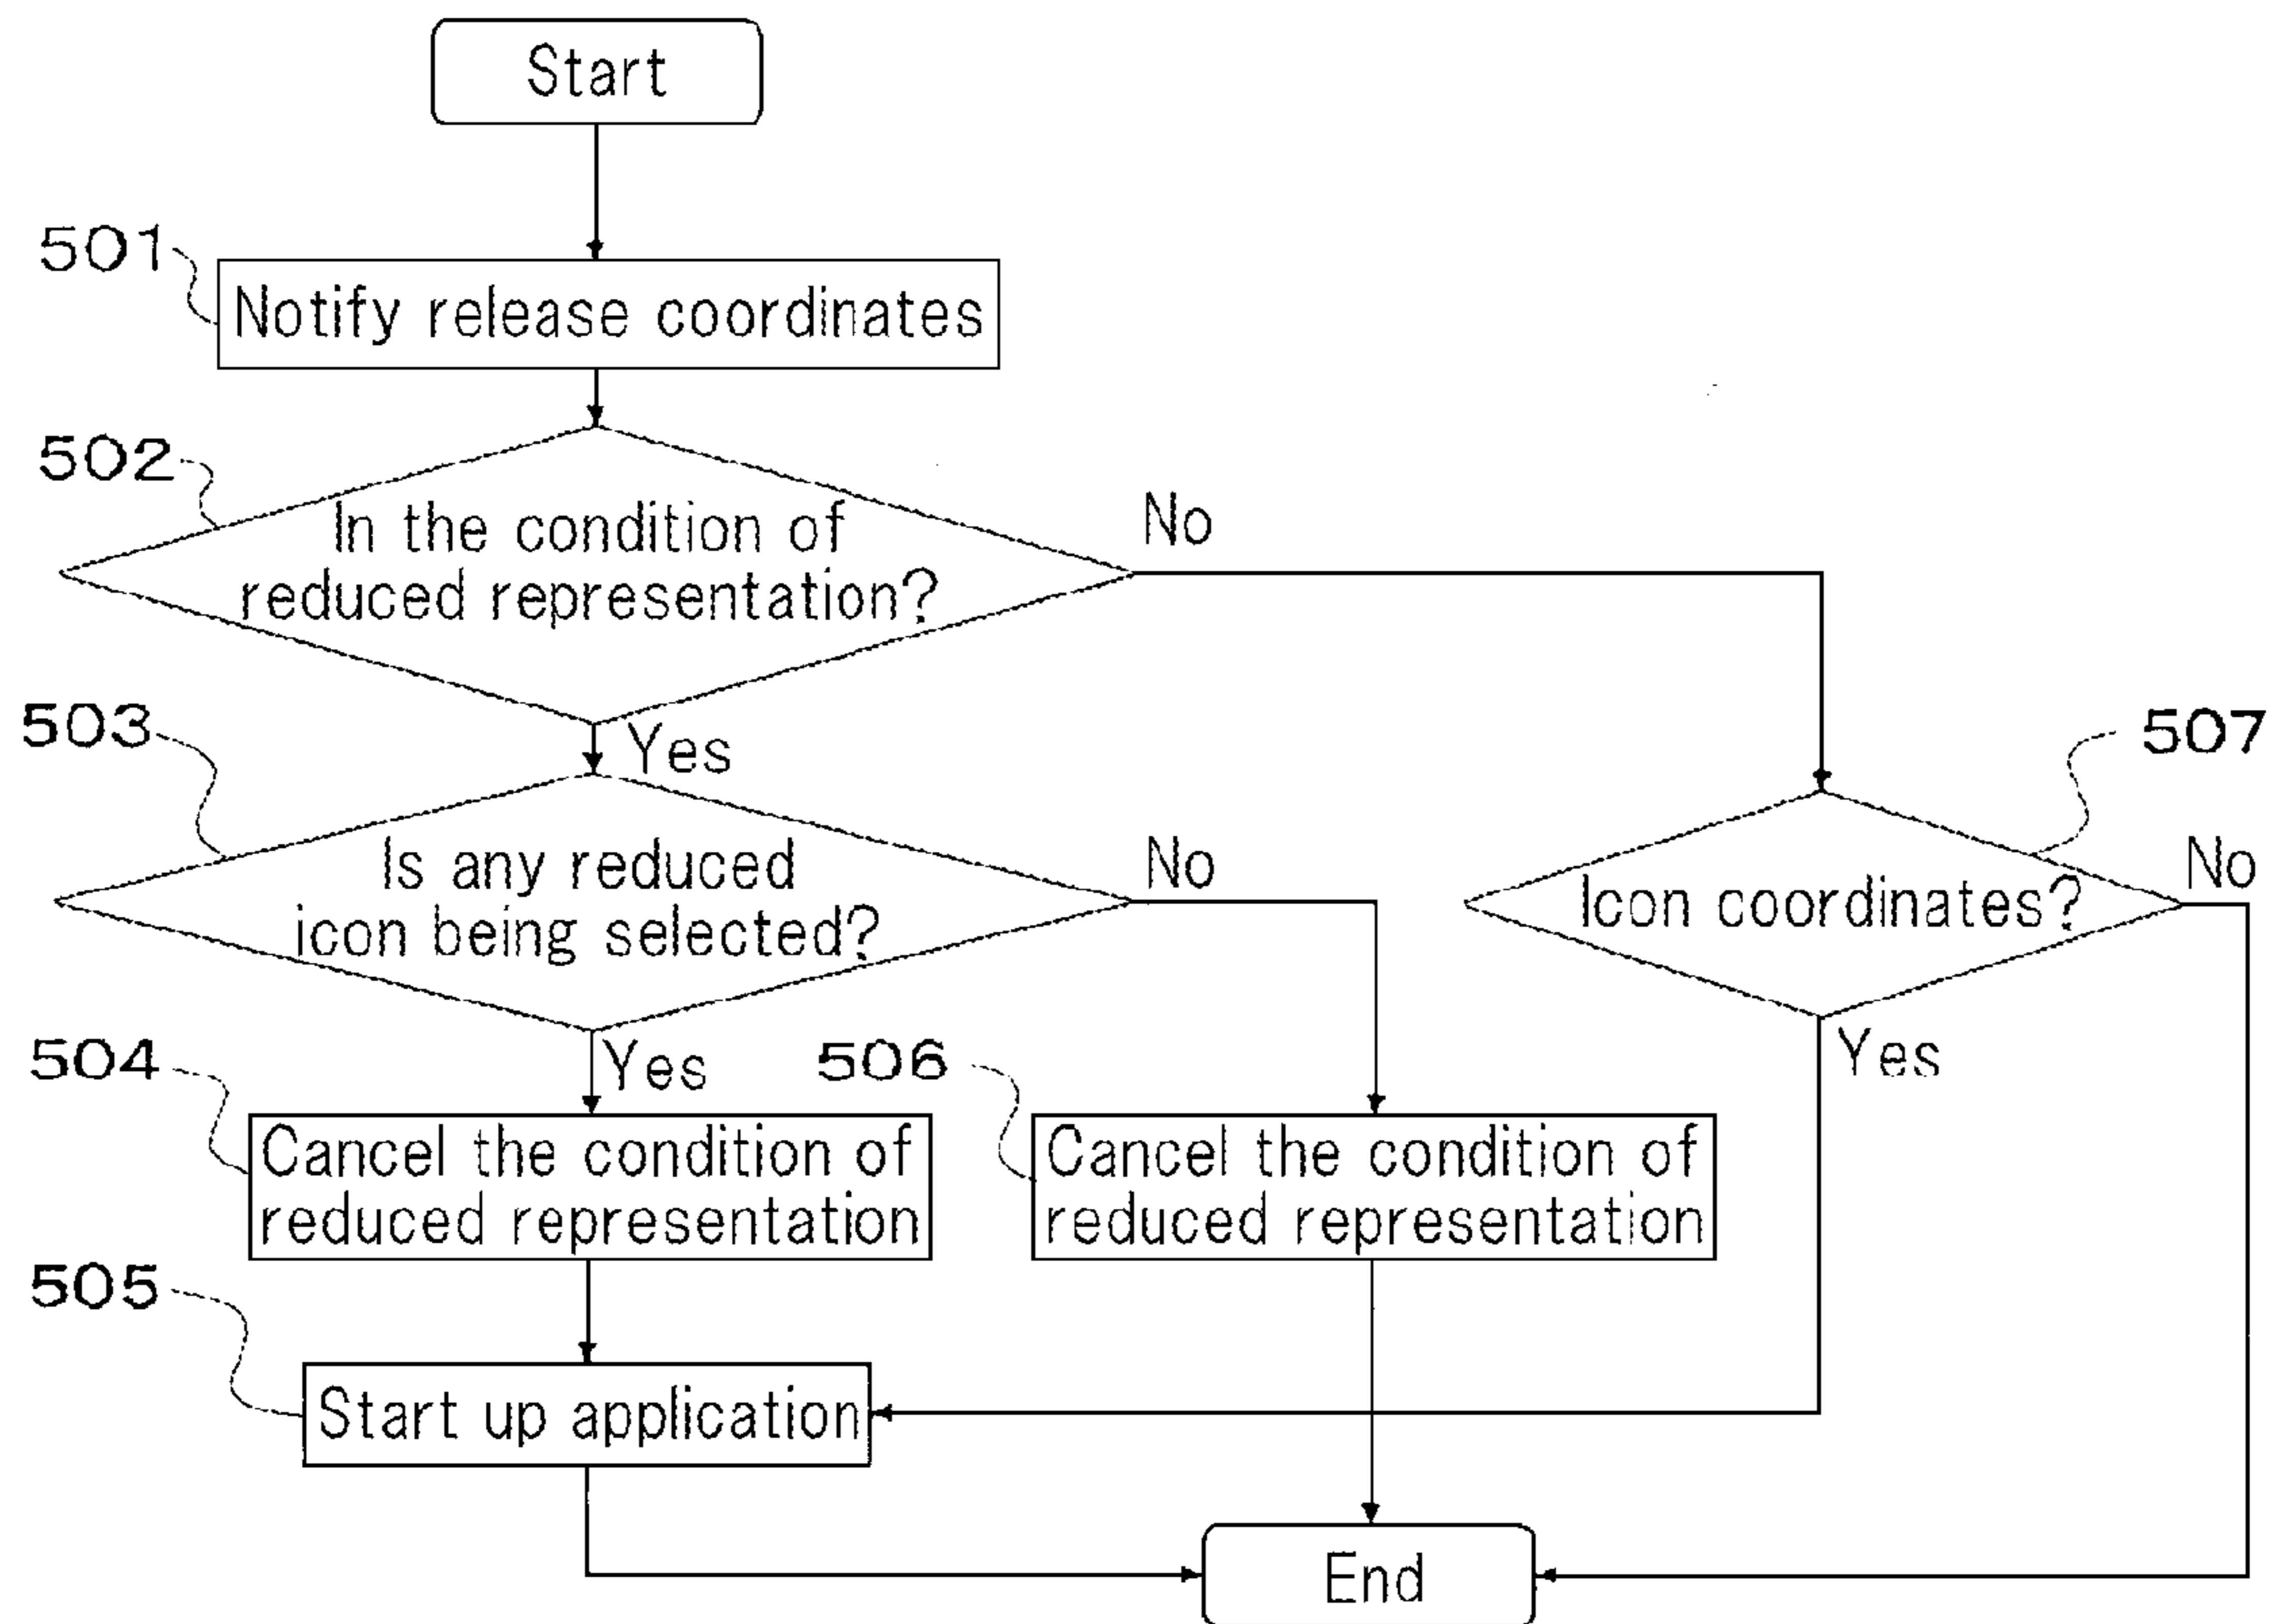 Start
501
Notify release coordinates
502
In the condition of
reduced representation?
No
Yes
503
Is any reduced
icon being selected?
No
Yes
507
Icon coordinates?
No
Yes
504
Cancel the condition of
reduced representation
506
Cancel the condition of
reduced representation
505
Start up application
End